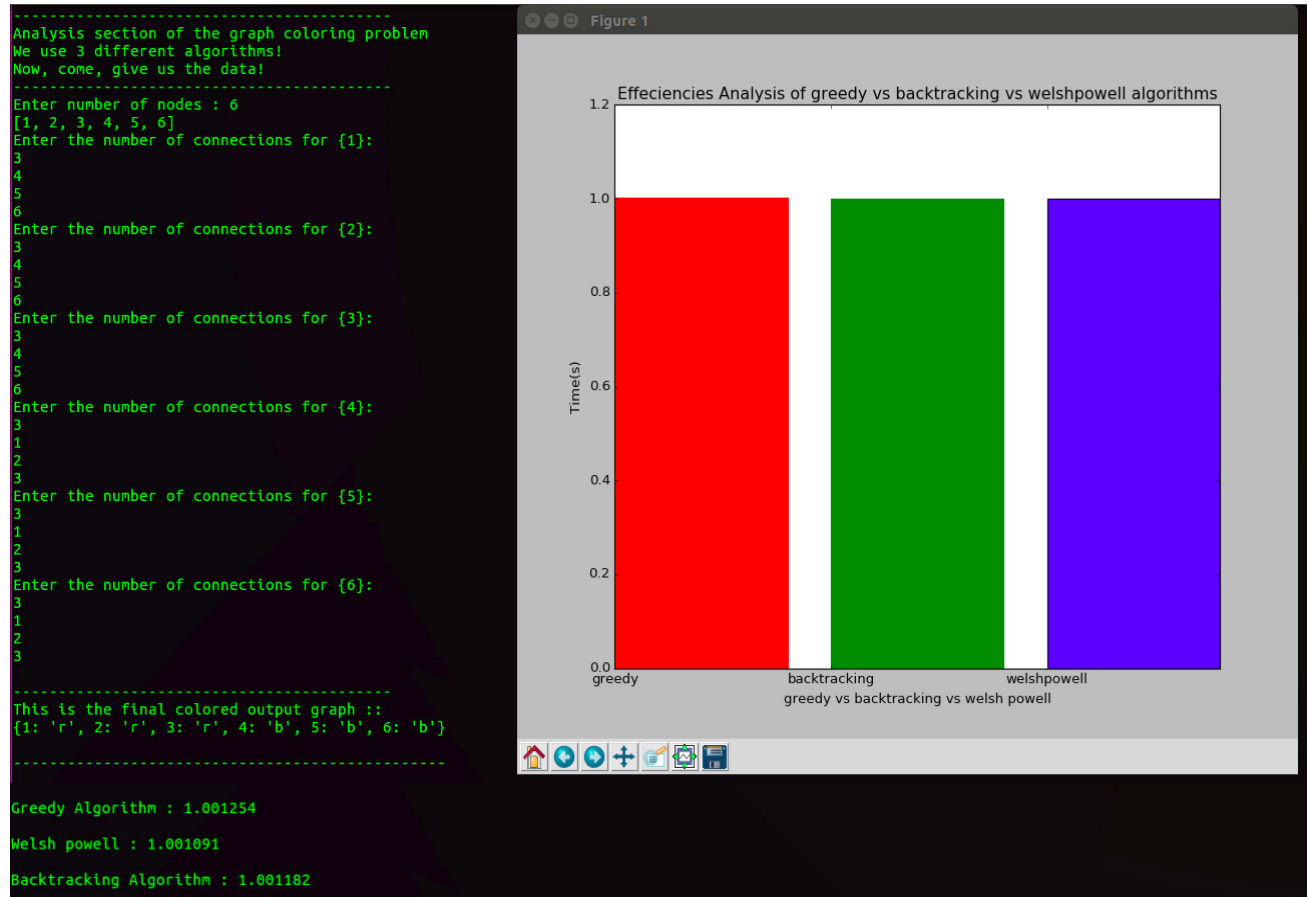 ------------------------------------------
Analysis section of the graph coloring problem
We use 3 different algorithms!
Now, come, give us the data!
------------------------------------------
Enter number of nodes : 6
[1, 2, 3, 4, 5, 6]
Enter the number of connections for {1}:
3
4
5
6
Enter the number of connections for {2}:
3
4
5
6
Enter the number of connections for {3}:
3
4
5
6
Enter the number of connections for {4}:
3
1
2
3
Enter the number of connections for {5}:
3
1
2
3
Enter the number of connections for {6}:
3
1
2
3
------------------------------------------
This is the final colored output graph ::
{1: 'r', 2: 'r', 3: 'r', 4: 'b', 5: 'b', 6: 'b'}
------------------------------------------------
Greedy Algorithm : 1.001254
Welsh powell : 1.001091
Backtracking Algorithm : 1.001182
Figure 1
Effeciencies Analysis of greedy vs backtracking vs welshpowell algorithms
1.2
1.0
0.8
0.6
0.4
0.2
0.0
Time(s)
greedy backtracking welshpowell
greedy vs backtracking vs welsh powell